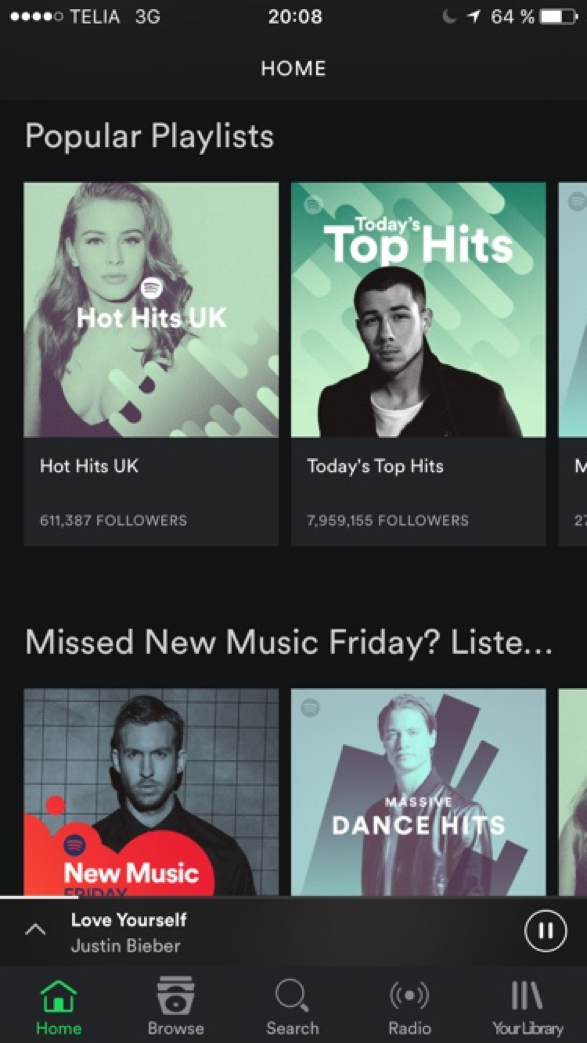 TELIA 3G 20:08 64 %
HOME
Popular Playlists
Hot Hits UK
Today's
Top Hits
Hot Hits UK
Today's Top Hits
M
611,387 FOLLOWERS
7,959,155 FOLLOWERS
27
Missed New Music Friday? Liste...
MASSIVE
DANCE HITS
New Music
FRIDAY
Love Yourself
Justin Bieber
Home
Browse
Search
Radio
Your Library